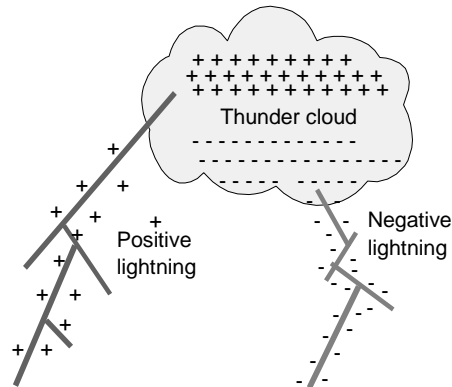 + + + + + + + + + +
+ + + + + + + + + + + + +
+ + + + + + + + + + + + +
Thunder cloud
Positive
lightning
Negative
lightning